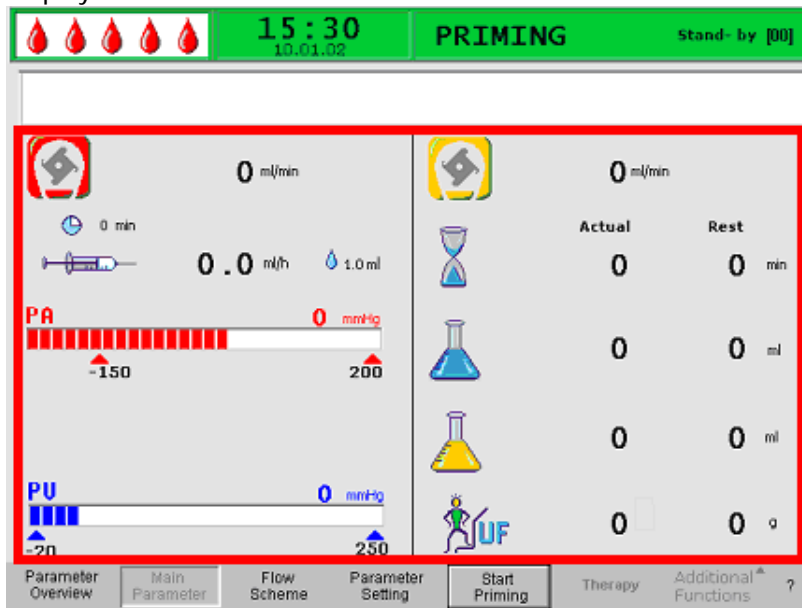 15:30
10.01.02
PRIMING
Stand- by [00]
0 ml/min
0 min
0.0 ml/h
1.0 ml
PA 0 mmHg
-150 200
PV 0 mmHg
-20 250
0 ml/min
Actual Rest
0 0 min
0 0 ml
0 0 ml
UF 0 0 g
Parameter Overview
Main Parameter
Flow Scheme
Parameter Setting
Start Priming
Therapy
Additional Functions
?